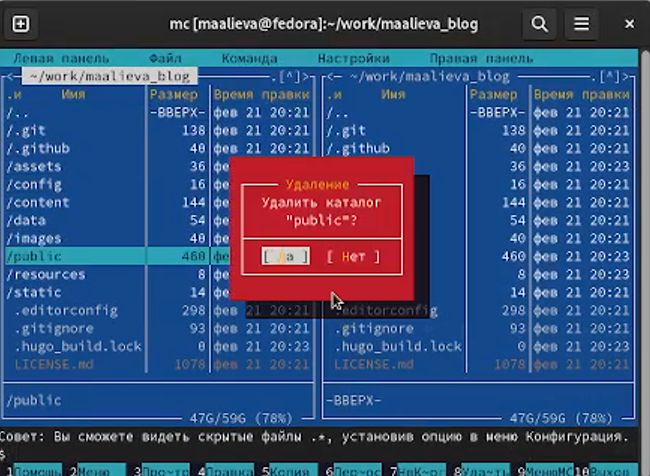 mc [maalieva@fedora]:~/work/maalieva_blog
Левая панель Файл Команда Настройки Правая панель
<─ ~/work/maalieva_blog .[^]> <─ ~/work/maalieva_blog .[^]>
.и Имя Размер Время правки .и Имя Размер Время правки
/.. -ВВЕРХ- фев 21 20:21 /.. -ВВЕРХ- фев 21 20:21
/.git 138 фев 21 20:21 /.git 138 фев 21 20:21
/.github 40 фев 21 20:21 /.github 40 фев 21 20:21
/assets 36 36 фев 21 20:23
/config 16 16 фев 21 20:21
/content 144 144 фев 21 20:21
/data 54 54 фев 21 20:21
/images 40 40 фев 21 20:21
/public 460 460 фев 21 20:23
/resources 8 8 фев 21 20:23
/static 14 14 фев 21 20:21
Удаление
Удалить каталог
"public"?
[ Да ] [ Нет ]
.editorconfig 298 фев 21 20:21 .editorconfig 298 фев 21 20:21
.gitignore 93 фев 21 20:21 .gitignore 93 фев 21 20:21
.hugo_build.lock 0 фев 21 20:23 .hugo_build.lock 0 фев 21 20:23
LICENSE.md 1078 фев 21 20:21 LICENSE.md 1078 фев 21 20:21
/public -ВВЕРХ-
47G/59G (78%) 47G/59G (78%)
Совет: Вы сможете видеть скрытые файлы .*, установив опцию в меню Конфигурация.
$
1Помощь 2Меню 3Про~тр 4Правка 5Копия 6Пер~ос 7НвК~ог 8Уда~ть 9МенюMC 10Выход